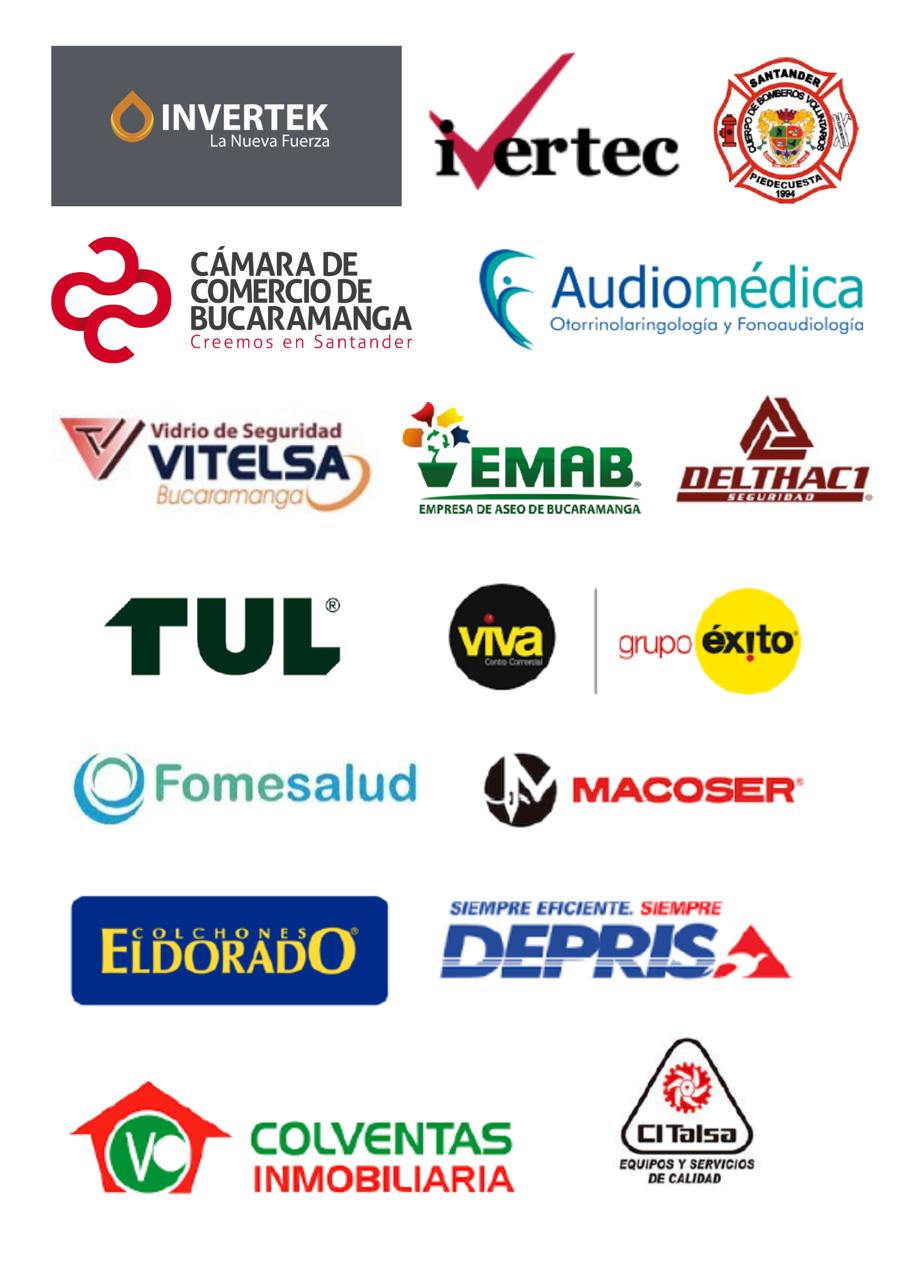 INVERTEK
La Nueva Fuerza
ivertec
SANTANDER
CUERPO DE BOMBEROS VOLUNTARIOS
PIEDECUESTA
1994
CÁMARA DE
COMERCIO DE
BUCARAMANGA
Creemos en Santander
Audiomédica
Otorrinolaringología y Fonoaudiología
Vidrio de Seguridad
VITELSA
Bucaramanga
EMAB®
EMPRESA DE ASEO DE BUCARAMANGA
DELTHAC1
SEGURIDAD ®
TUL®
viva
Centro Comercial
grupo éxito®
Fomesalud
MACOSER®
COLCHONES
ELDORADO®
SIEMPRE EFICIENTE. SIEMPRE
DEPRISA
VC
COLVENTAS
INMOBILIARIA
CI Talsa
EQUIPOS Y SERVICIOS
DE CALIDAD